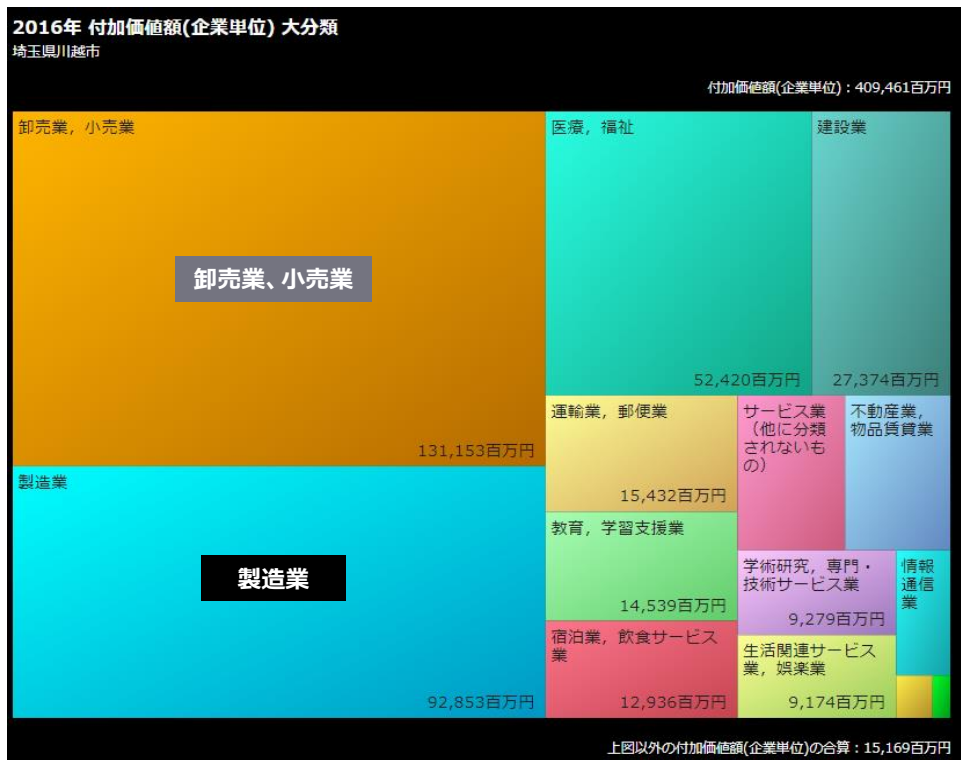 2016年 付加価値額(企業単位) 大分類
埼玉県川越市
付加価値額(企業単位)：409,461百万円
卸売業，小売業
卸売業、小売業
131,153百万円
製造業
製造業
92,853百万円
医療，福祉
52,420百万円
建設業
27,374百万円
運輸業，郵便業
15,432百万円
教育，学習支援業
14,539百万円
宿泊業，飲食サービス
業
12,936百万円
サービス業
（他に分類
されないも
の）
不動産業，
物品賃貸業
学術研究，専門・
技術サービス業
9,279百万円
生活関連サービス
業，娯楽業
9,174百万円
情報
通信
業
上図以外の付加価値額(企業単位)の合算：15,169百万円